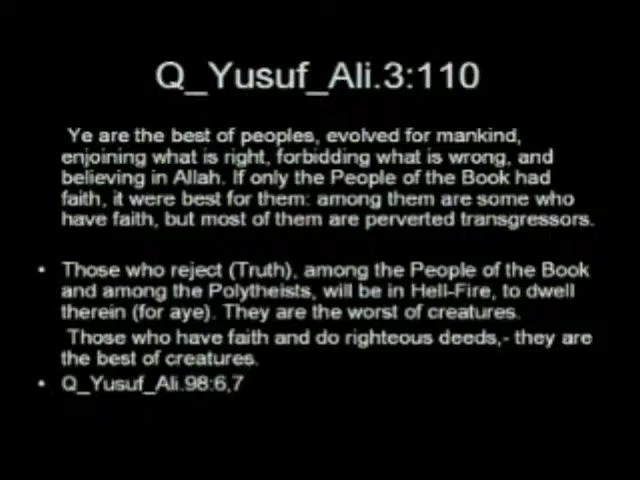 Q_Yusuf_Ali.3:110
Ye are the best of peoples, evolved for mankind,
enjoining what is right, forbidding what is wrong, and
believing in Allah. If only the People of the Book had
faith, it were best for them: among them are some who
have faith, but most of them are perverted transgressors.
• Those who reject (Truth), among the People of the Book
and among the Polytheists, will be in Hell-Fire, to dwell
therein (for aye). They are the worst of creatures.
Those who have faith and do righteous deeds,- they are
the best of creatures.
• Q_Yusuf_Ali.98:6,7